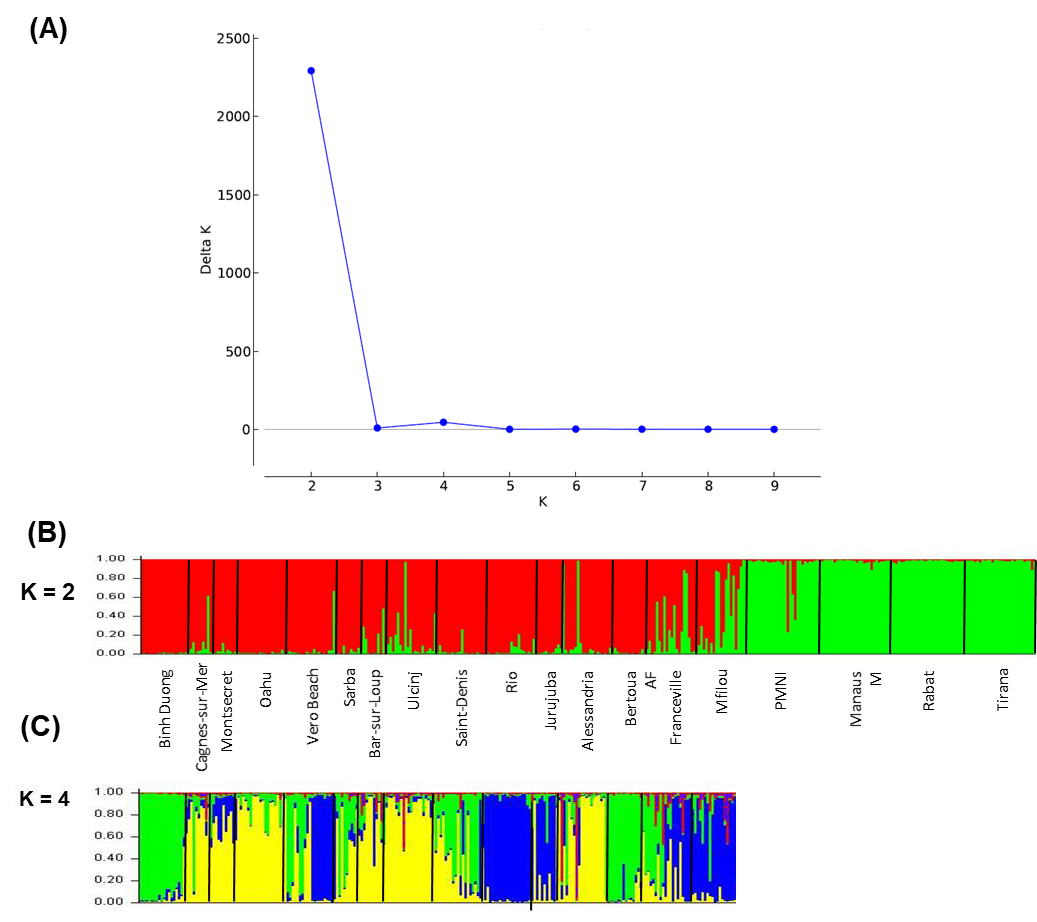 (A)
2500
2000
1500
1000
500
0
Delta K
2
3
4
5
6
7
8
9
K
(B)
K = 2
1.00
0.80
0.60
0.40
0.20
0.00
Binh Duong
Cagnes-sur-Mer
Montsecret
Oahu
Vero Beach
Sarba
Bar-sur-Loup
Ulcinj
Saint-Denis
Rio
Jurujuba
Alessandria
Bertoua
AF
Franceville
Mfilou
PMNI
Manaus
M
Rabat
Tirana
(C)
K = 4
1.00
0.80
0.60
0.40
0.20
0.00